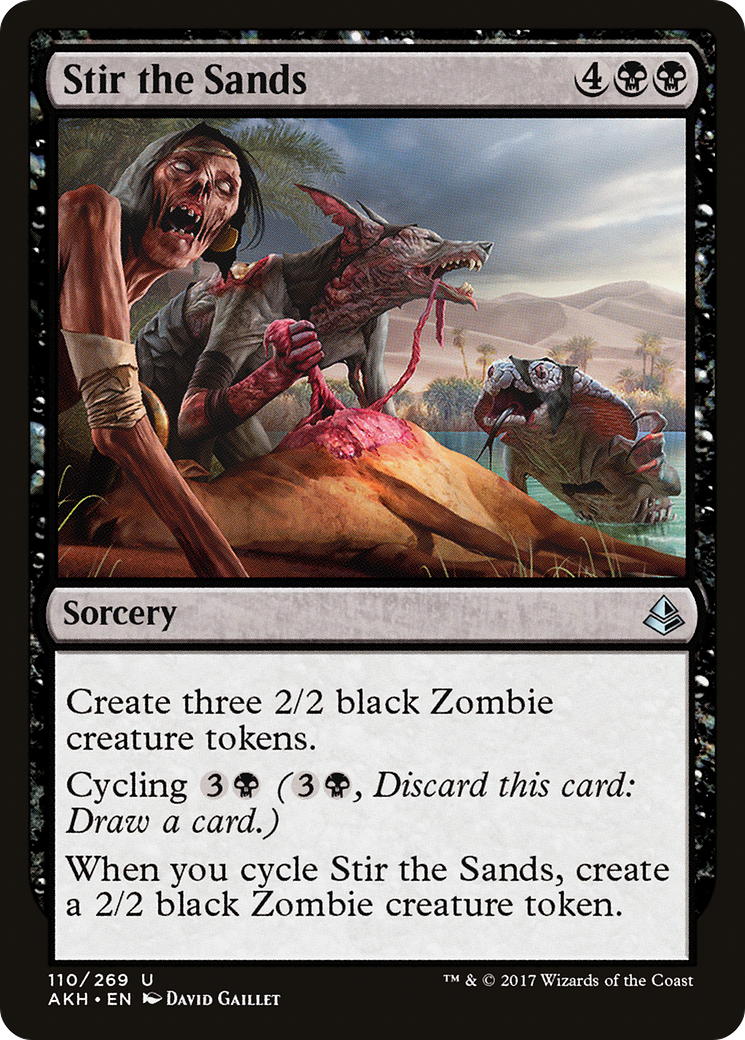 Stir the Sands 4
Sorcery
Create three 2/2 black Zombie
creature tokens.
Cycling 3 (3, Discard this card:
Draw a card.)
When you cycle Stir the Sands, create
a 2/2 black Zombie creature token.
110/269 U
™ & © 2017 Wizards of the Coast
AKH • EN David Gaillet